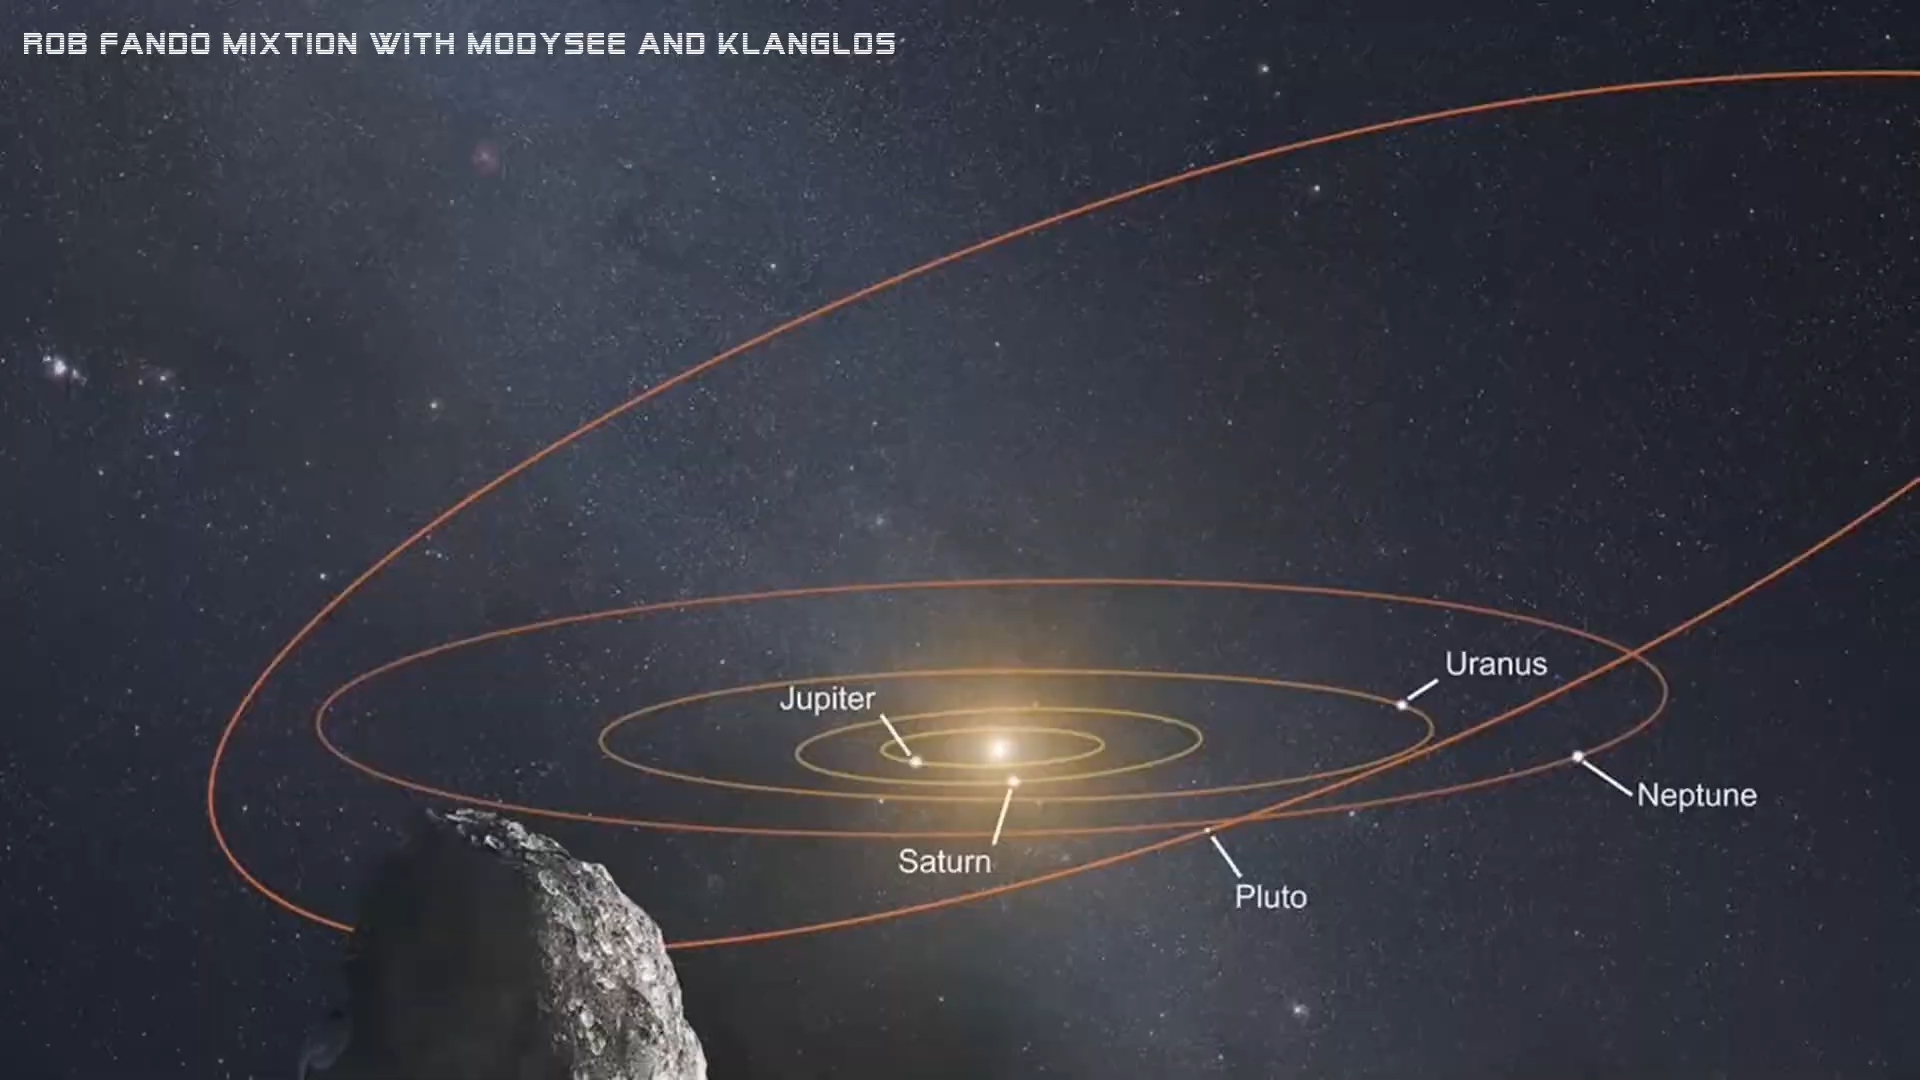 ROB FANDO MIXTION WITH MODYSEE AND KLANGLOS
Uranus
Jupiter
Neptune
Saturn
Pluto